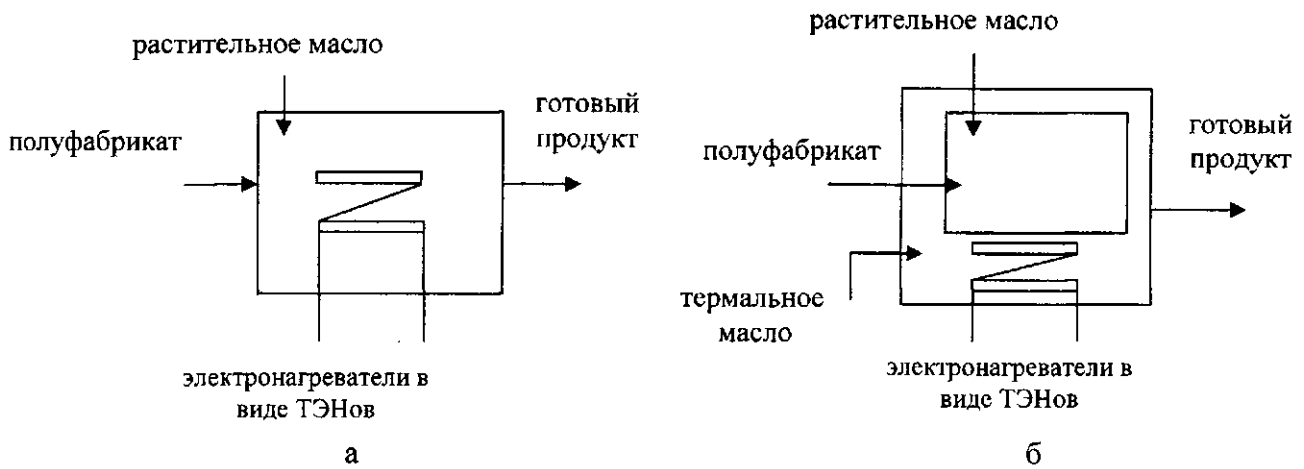 растительное масло
полуфабрикат
готовый
продукт
электронагреватели в
виде ТЭНов
а
растительное масло
полуфабрикат
готовый
продукт
термальное
масло
электронагреватели в
виде ТЭНов
б